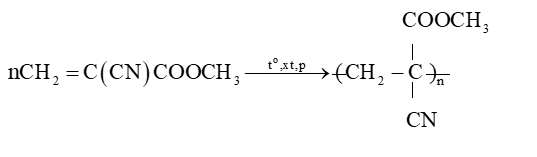 COOCH₃
nCH₂ = C(CN)COOCH₃ —t°,xt,p→ (CH₂ – C)ₙ
CN